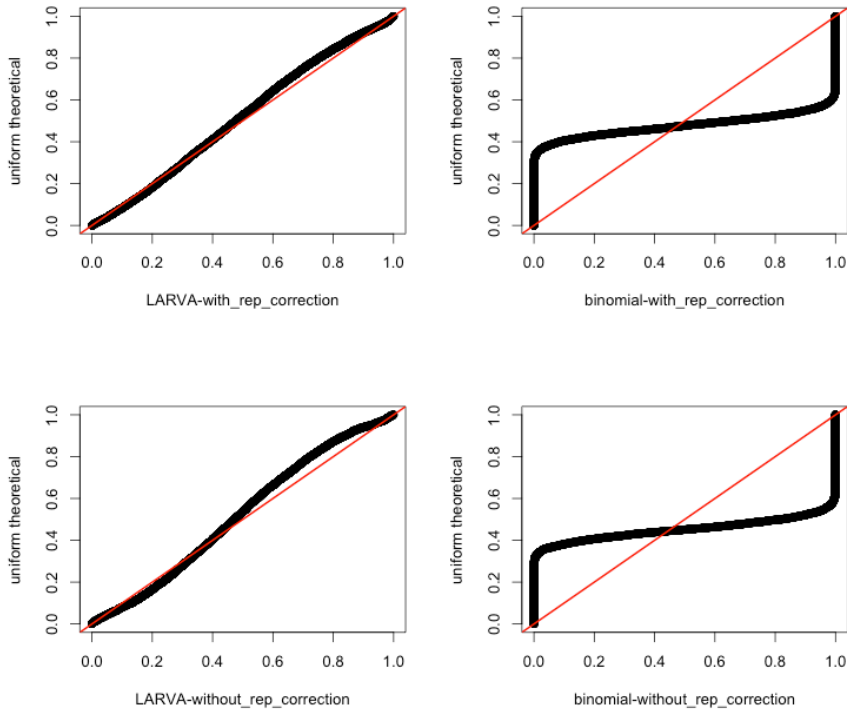 1.0
0.8
0.6
0.4
0.2
0.0
uniform theoretical
0.0 0.2 0.4 0.6 0.8 1.0
LARVA-with_rep_correction
1.0
0.8
0.6
0.4
0.2
0.0
uniform theoretical
0.0 0.2 0.4 0.6 0.8 1.0
binomial-with_rep_correction
1.0
0.8
0.6
0.4
0.2
0.0
uniform theoretical
0.0 0.2 0.4 0.6 0.8 1.0
LARVA-without_rep_correction
1.0
0.8
0.6
0.4
0.2
0.0
uniform theoretical
0.0 0.2 0.4 0.6 0.8 1.0
binomial-without_rep_correction